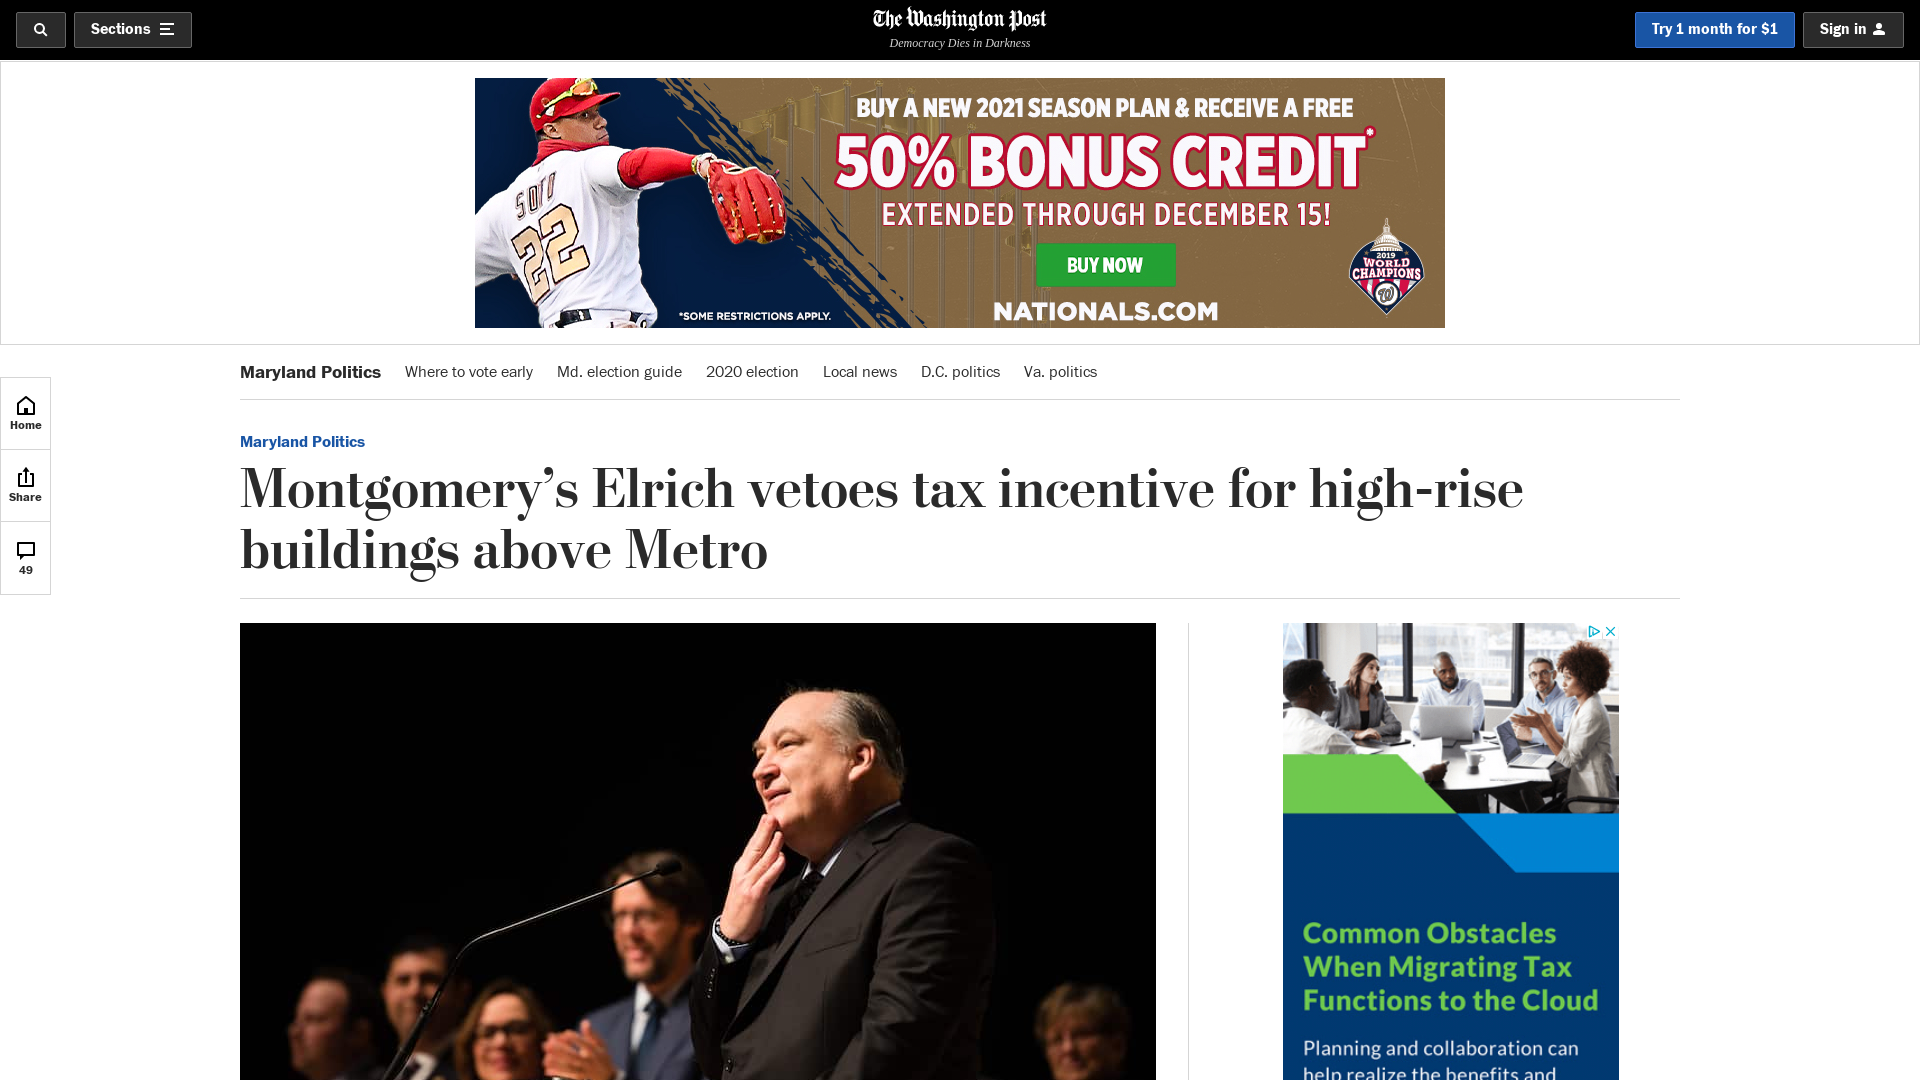 Sections
The Washington Post
Democracy Dies in Darkness
Try 1 month for $1
Sign in
BUY A NEW 2021 SEASON PLAN & RECEIVE A FREE
50% BONUS CREDIT*
EXTENDED THROUGH DECEMBER 15!
BUY NOW
NATIONALS.COM
*SOME RESTRICTIONS APPLY.
SOTO
22
2019
WORLD
CHAMPIONS
W
Maryland Politics Where to vote early Md. election guide 2020 election Local news D.C. politics Va. politics
Home
Share
49
Maryland Politics
Montgomery’s Elrich vetoes tax incentive for high-rise
buildings above Metro
Common Obstacles
When Migrating Tax
Functions to the Cloud
Planning and collaboration can
help realize the benefits and